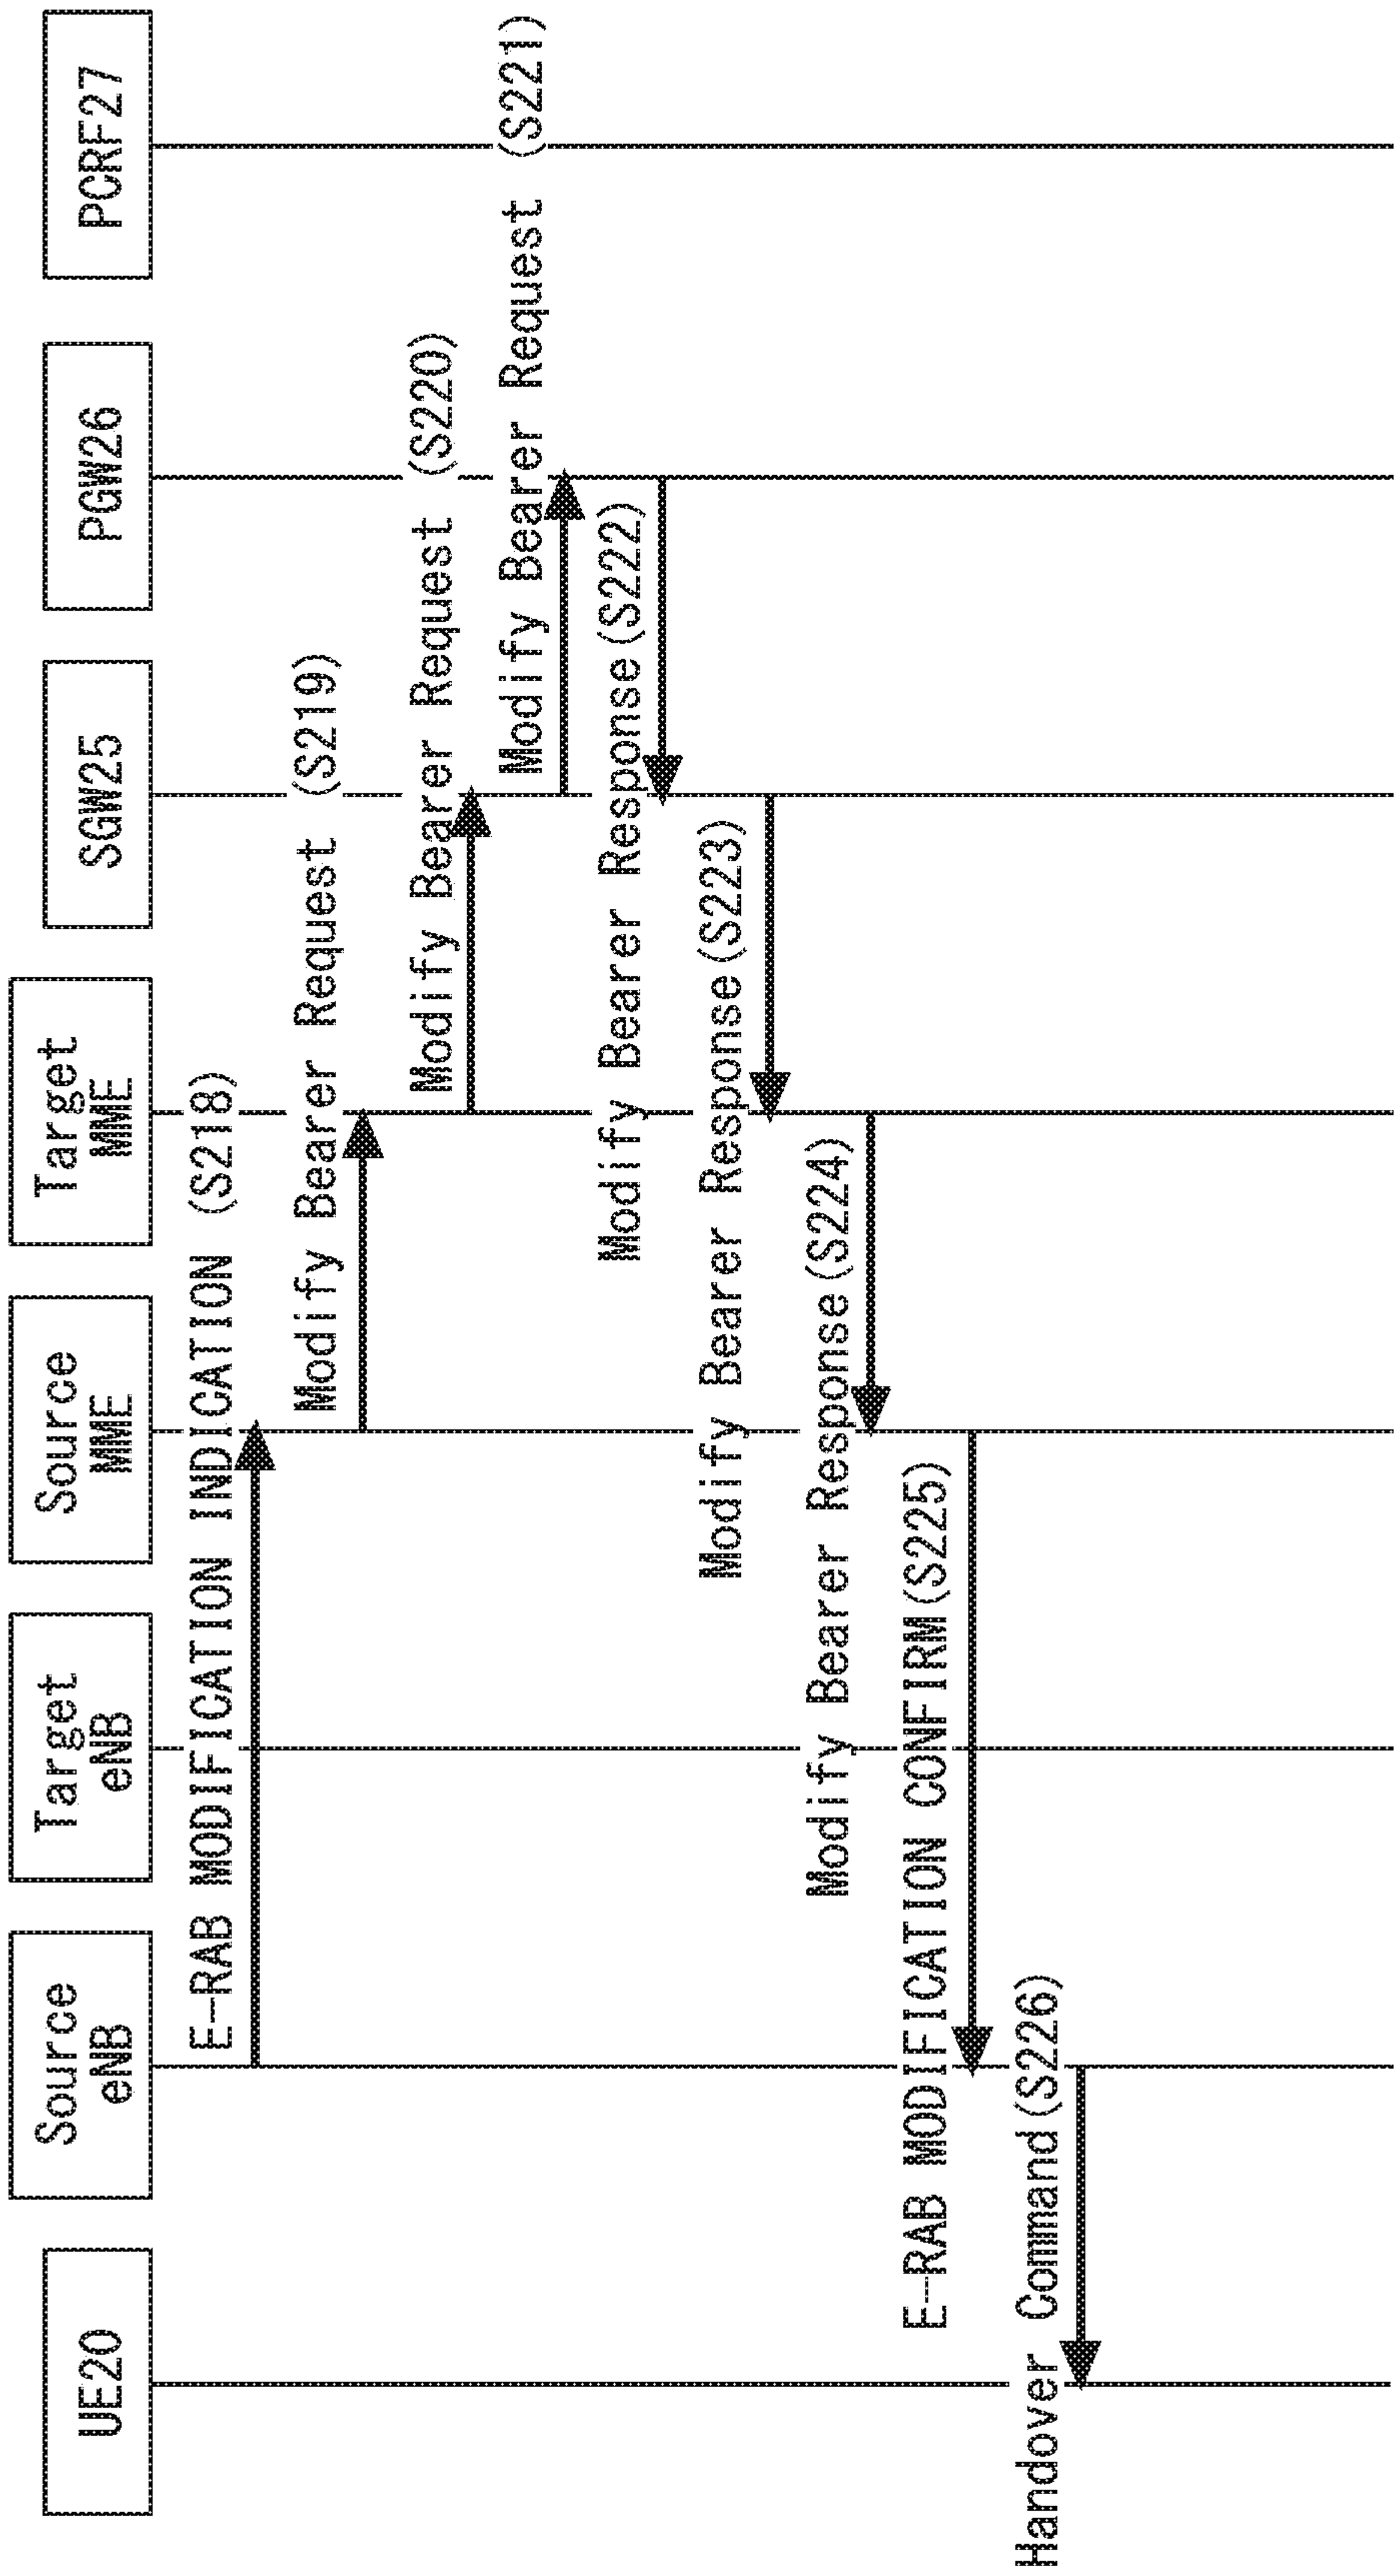 UE20
Source
eNB
Target
eNB
Source
MME
Target
MME
SGW25
PGW26
PCRF27
E-RAB MODIFICATION INDICATION (S218)
Modify Bearer Request (S219)
Modify Bearer Request (S220)
Modify Bearer Request (S221)
Modify Bearer Response(S222)
Modify Bearer Response(S223)
Modify Bearer Response(S224)
E-RAB MODIFICATION CONFIRM(S225)
Handover Command(S226)